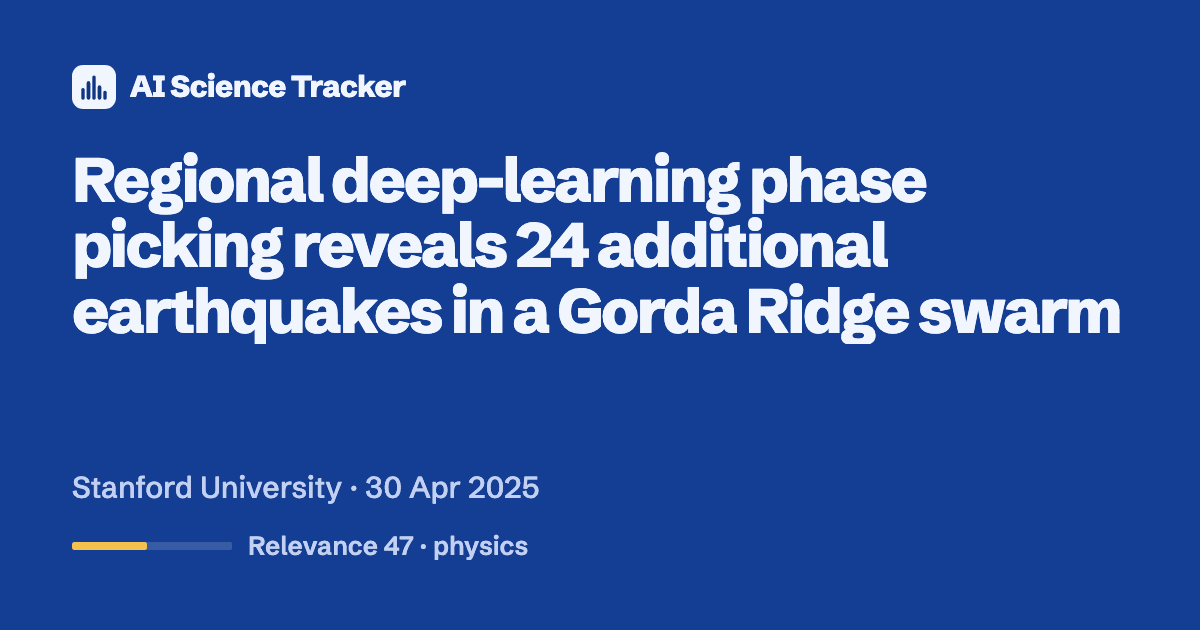 AI Science Tracker
Regional deep-learning phase
picking reveals 24 additional
earthquakes in a Gorda Ridge swarm
Stanford University · 30 Apr 2025
Relevance 47 · physics